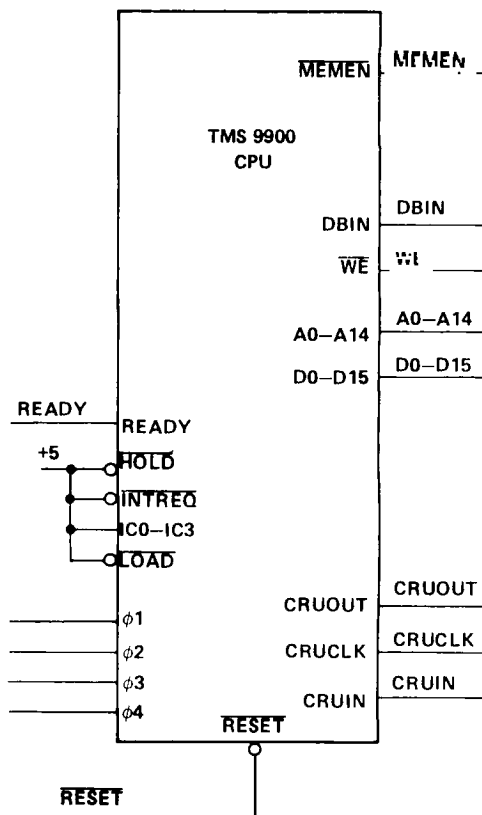 MEMEN MEMEN
TMS 9900
CPU
DBIN DBIN
WE WE
A0–A14 A0–A14
D0–D15 D0–D15
READY READY
+5 HOLD
INTREQ
IC0–IC3
LOAD
CRUOUT CRUOUT
ϕ1
CRUCLK CRUCLK
ϕ2
CRUIN CRUIN
ϕ3
ϕ4
RESET
RESET